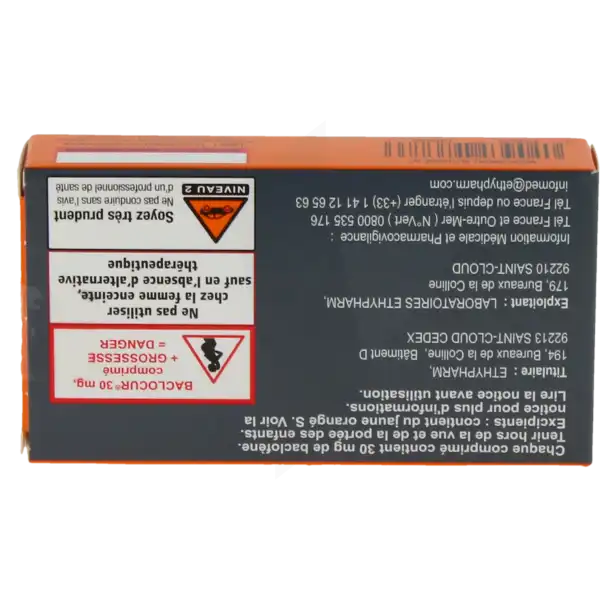 Chaque comprimé contient 30 mg de baclofène.
Tenir hors de la vue et de la portée des enfants.
Excipients : contient du jaune orangé S. Voir la
notice pour plus d'informations.
Lire la notice avant utilisation.
Titulaire : ETHYPHARM,
194, Bureaux de la Colline, Bâtiment D
92213 SAINT-CLOUD CEDEX
Exploitant : LABORATOIRES ETHYPHARM,
179, Bureaux de la Colline
92210 SAINT-CLOUD
Information Médicale et Pharmacovigilance :
Tél France et Outre-Mer ( N° Vert ) 0800 535 176
Tél France ou depuis l'étranger (+33) 1 41 12 65 63
infomed@ethypharm.com
BACLOCUR® 30 mg,
comprimé
+ GROSSESSE
= DANGER
Ne pas utiliser
chez la femme enceinte,
sauf en l'absence d'alternative
thérapeutique
Soyez très prudent
Ne pas conduire sans l'avis
d'un professionnel de santé
NIVEAU 2